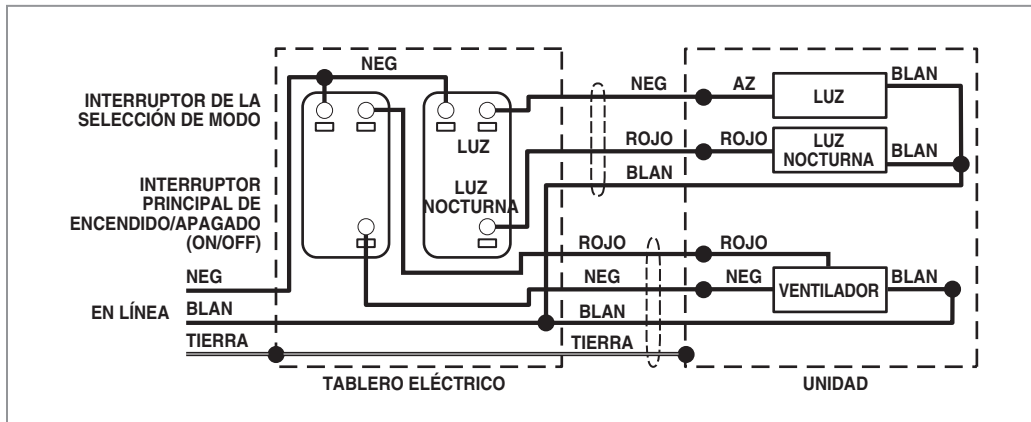 NEG
INTERRUPTOR DE LA
SELECCIÓN DE MODO
LUZ
LUZ
NOCTURNA
INTERRUPTOR
PRINCIPAL DE
ENCENDIDO/APAGADO
(ON/OFF)
NEG
EN LÍNEA
BLAN
TIERRA
TABLERO ELÉCTRICO
NEG
ROJO
BLAN
ROJO
NEG
BLAN
TIERRA
AZ
LUZ
BLAN
ROJO
LUZ
NOCTURNA
BLAN
ROJO
NEG
VENTILADOR
BLAN
UNIDAD